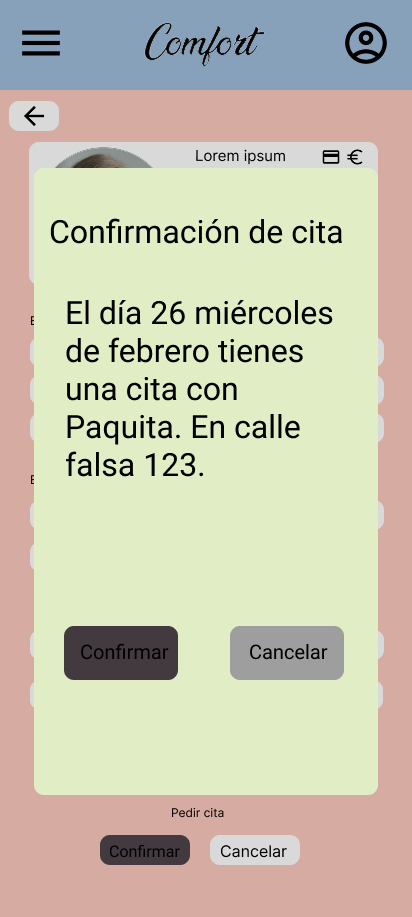 Comfort
Lorem ipsum
€
Confirmación de cita
El día 26 miércoles
de febrero tienes
una cita con
Paquita. En calle
falsa 123.
Confirmar
Cancelar
Pedir cita
Confirmar
Cancelar